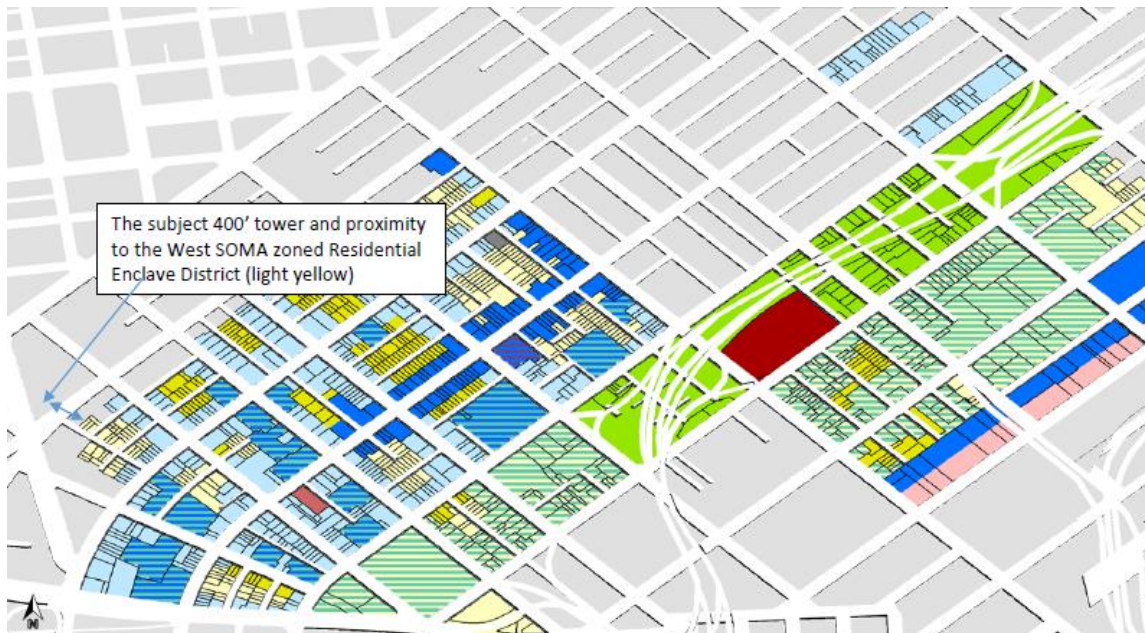 The subject 400’ tower and proximity
to the West SOMA zoned Residential
Enclave District (light yellow)
N